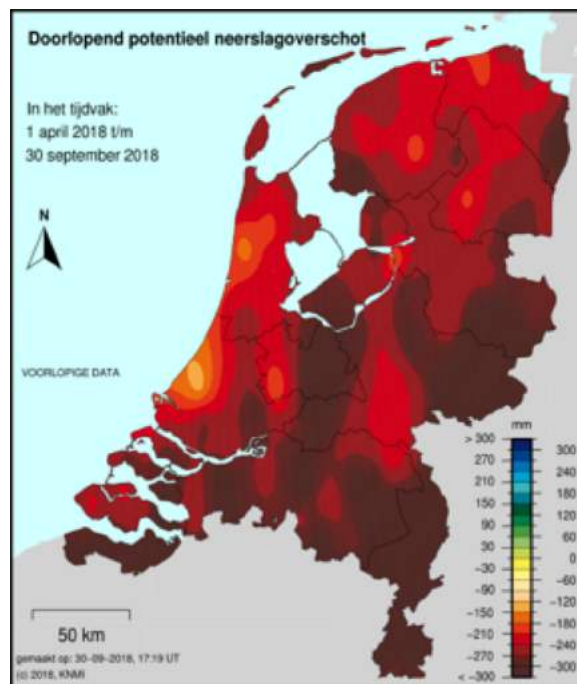 Doorlopend potentieel neerslagoverschot
In het tijdvak:
1 april 2018 t/m
30 september 2018
N
VOORLOPIGE DATA
mm
> 300
270
210
150
90
30
-30
-90
-150
-210
-270
< -300
300
240
180
120
60
0
-60
-120
-180
-240
-300
50 km
gemaakt op: 30-09-2018, 17:19 UT
(c) 2018, KNMI